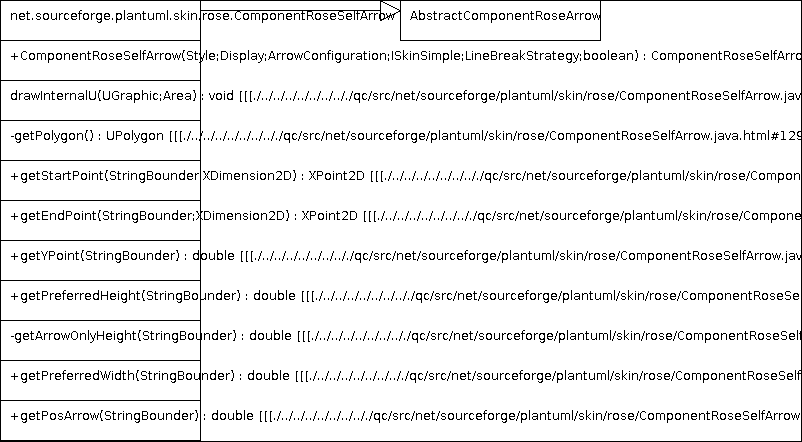 net.sourceforge.plantuml.skin.rose.ComponentRoseSelfArrow
AbstractComponentRoseArrow
+ComponentRoseSelfArrow(Style;Display;ArrowConfiguration;ISkinSimple;LineBreakStrategy;boolean) : ComponentRoseSelfArro
drawInternalU(UGraphic;Area) : void [[[./../../../../../../../../qc/src/net/sourceforge/plantuml/skin/rose/ComponentRoseSelfArrow.jav
-getPolygon() : UPolygon [[[./../../../../../../../../qc/src/net/sourceforge/plantuml/skin/rose/ComponentRoseSelfArrow.java.html#129
+getStartPoint(StringBounder;XDimension2D) : XPoint2D [[[./../../../../../../../../qc/src/net/sourceforge/plantuml/skin/rose/Compon
+getEndPoint(StringBounder;XDimension2D) : XPoint2D [[[./../../../../../../../../qc/src/net/sourceforge/plantuml/skin/rose/Compone
+getYPoint(StringBounder) : double [[[./../../../../../../../../qc/src/net/sourceforge/plantuml/skin/rose/ComponentRoseSelfArrow.jav
+getPreferredHeight(StringBounder) : double [[[./../../../../../../../../qc/src/net/sourceforge/plantuml/skin/rose/ComponentRoseSe
-getArrowOnlyHeight(StringBounder) : double [[[./../../../../../../../../qc/src/net/sourceforge/plantuml/skin/rose/ComponentRoseSelf
+getPreferredWidth(StringBounder) : double [[[./../../../../../../../../qc/src/net/sourceforge/plantuml/skin/rose/ComponentRoseSelf
+getPosArrow(StringBounder) : double [[[./../../../../../../../../qc/src/net/sourceforge/plantuml/skin/rose/ComponentRoseSelfArrow